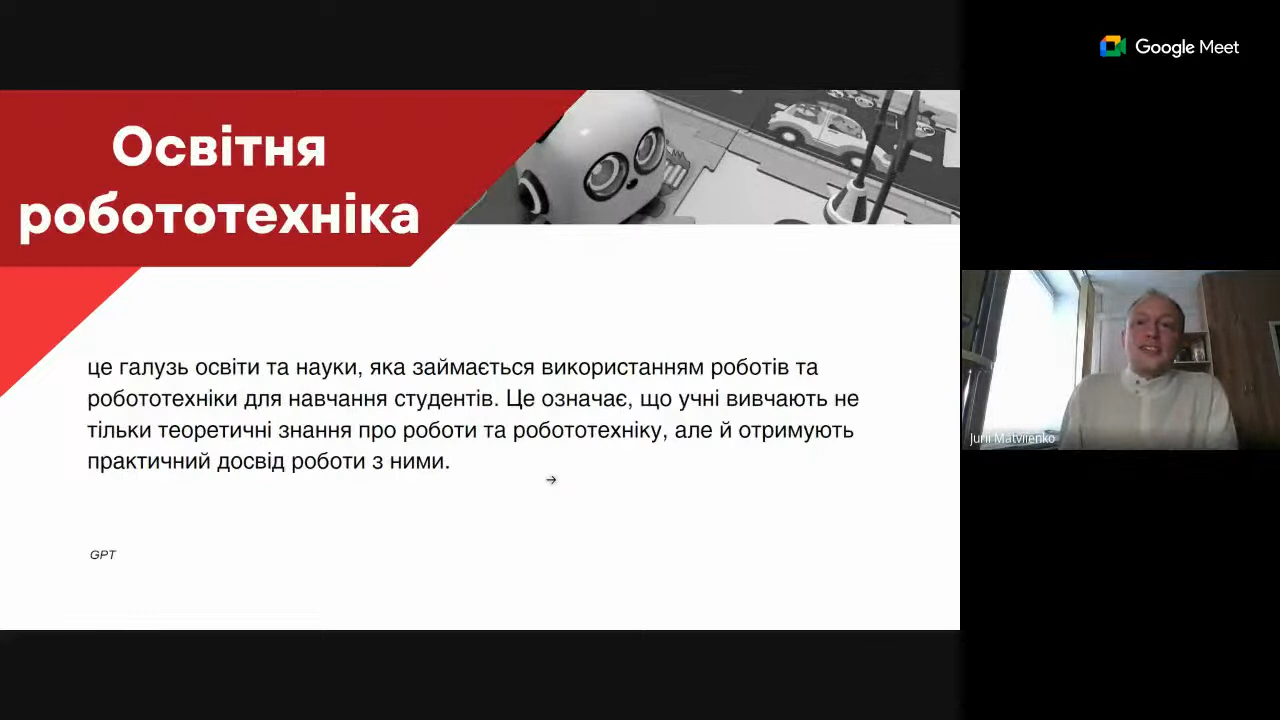 Google Meet
Освітня
робототехніка
це галузь освіти та науки, яка займається використанням роботів та
робототехніки для навчання студентів. Це означає, що учні вивчають не
тільки теоретичні знання про роботи та робототехніку, але й отримують
практичний досвід роботи з ними.
GPT
Jurii Matviienko